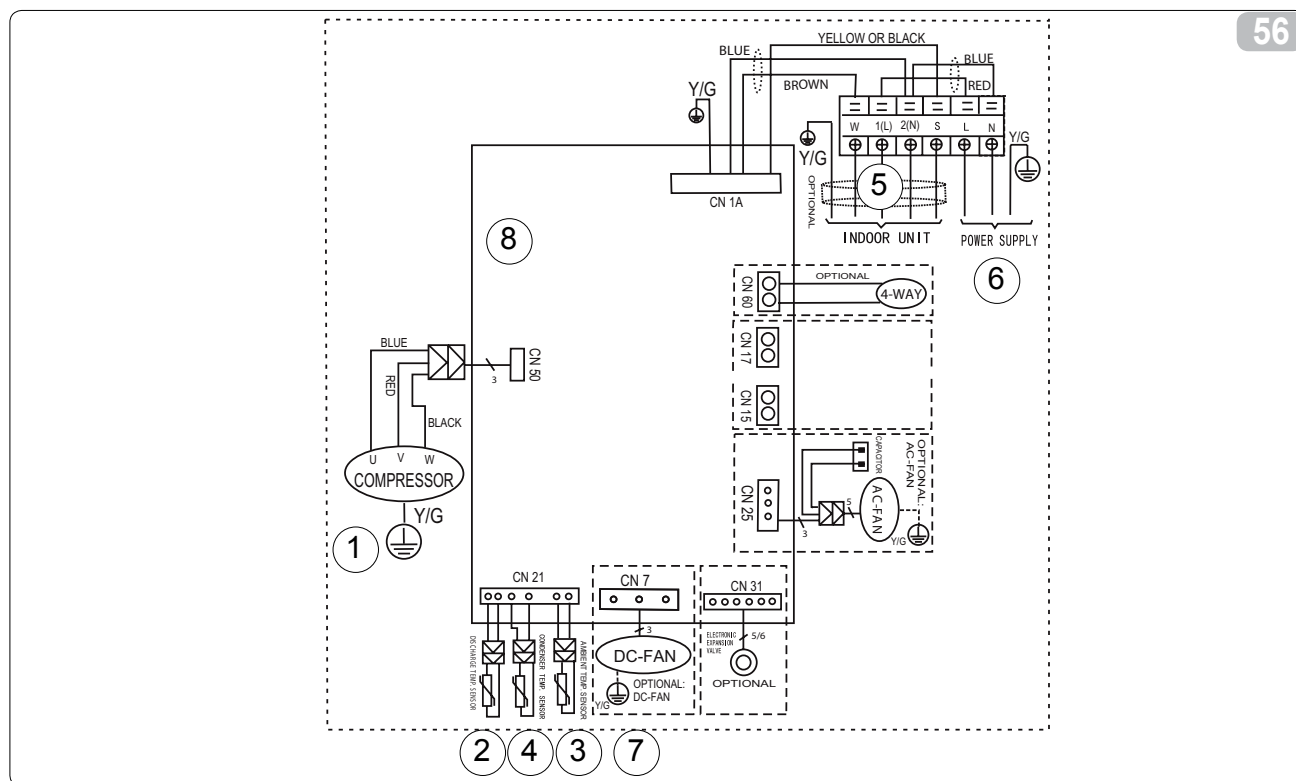 56
YELLOW OR BLACK
BLUE
BLUE
BROWN
RED
Y/G
W 1(L) 2(N) S L N
Y/G
Y/G
OPTIONAL
5
CN 1A
INDOOR UNIT
POWER SUPPLY
6
8
CN 60
OPTIONAL
4-WAY
CN 17
CN 15
BLUE
RED
BLACK
3
CN 50
U V W
COMPRESSOR
Y/G
1
CN 25
3
CAPAOTOR
5
AC-FAN
Y/G
OPTIONAL:
AC-FAN
CN 21
DISCHARGE TEMP. SENSOR
CONDENSER TEMP. SENSOR
AMBIENT TEMP. SENSOR
CN 7
3
DC-FAN
Y/G
OPTIONAL:
DC-FAN
CN 31
ELECTRONIC
EXPANSION
VALVE
5/6
OPTIONAL
2
4
3
7